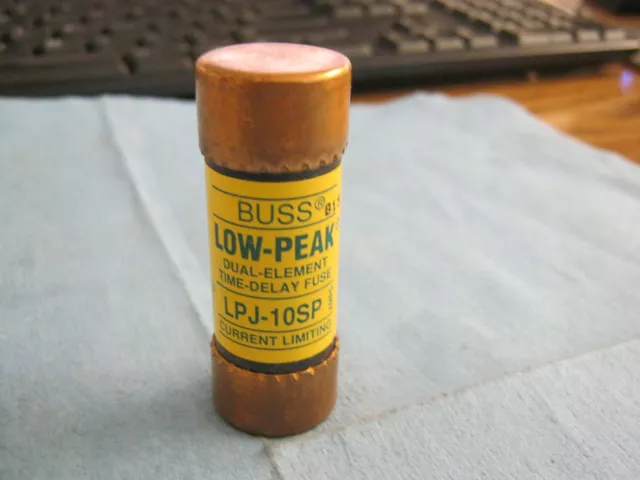 BUSS®
LOW-PEAK
DUAL-ELEMENT
TIME-DELAY FUSE
LPJ-10SP
CURRENT LIMITING